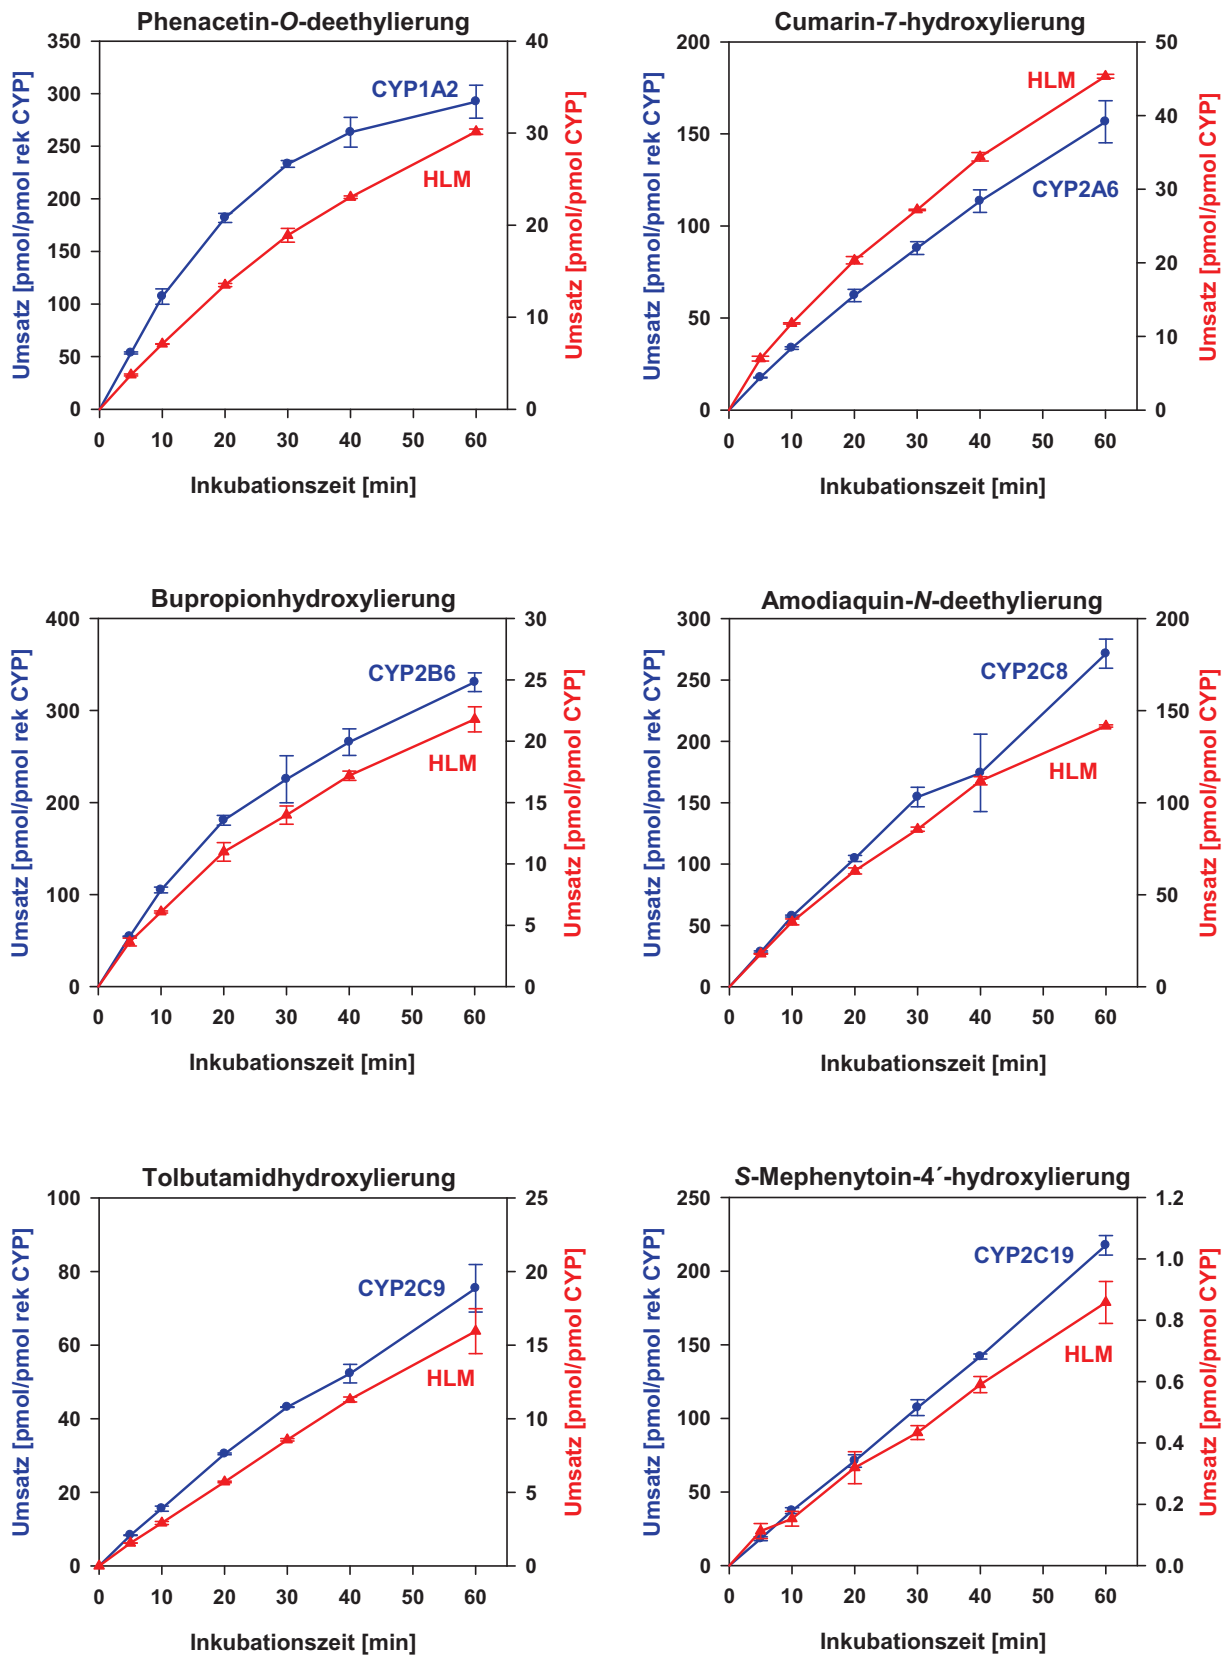 Phenacetin-O-deethylierung
350
300
250
200
150
100
50
0
40
30
20
10
0
0 10 20 30 40 50 60
Umsatz [pmol/pmol rek CYP]
Umsatz [pmol/pmol CYP]
CYP1A2
HLM
Inkubationszeit [min]
Cumarin-7-hydroxylierung
200
150
100
50
0
50
40
30
20
10
0
0 10 20 30 40 50 60
Umsatz [pmol/pmol rek CYP]
Umsatz [pmol/pmol CYP]
HLM
CYP2A6
Inkubationszeit [min]
Bupropionhydroxylierung
400
300
200
100
0
30
25
20
15
10
5
0
0 10 20 30 40 50 60
Umsatz [pmol/pmol rek CYP]
Umsatz [pmol/pmol CYP]
CYP2B6
HLM
Inkubationszeit [min]
Amodiaquin-N-deethylierung
300
250
200
150
100
50
0
200
150
100
50
0
0 10 20 30 40 50 60
Umsatz [pmol/pmol rek CYP]
Umsatz [pmol/pmol CYP]
CYP2C8
HLM
Inkubationszeit [min]
Tolbutamidhydroxylierung
100
80
60
40
20
0
25
20
15
10
5
0
0 10 20 30 40 50 60
Umsatz [pmol/pmol rek CYP]
Umsatz [pmol/pmol CYP]
CYP2C9
HLM
Inkubationszeit [min]
S-Mephenytoin-4´-hydroxylierung
250
200
150
100
50
0
1.2
1.0
0.8
0.6
0.4
0.2
0.0
0 10 20 30 40 50 60
Umsatz [pmol/pmol rek CYP]
Umsatz [pmol/pmol CYP]
CYP2C19
HLM
Inkubationszeit [min]